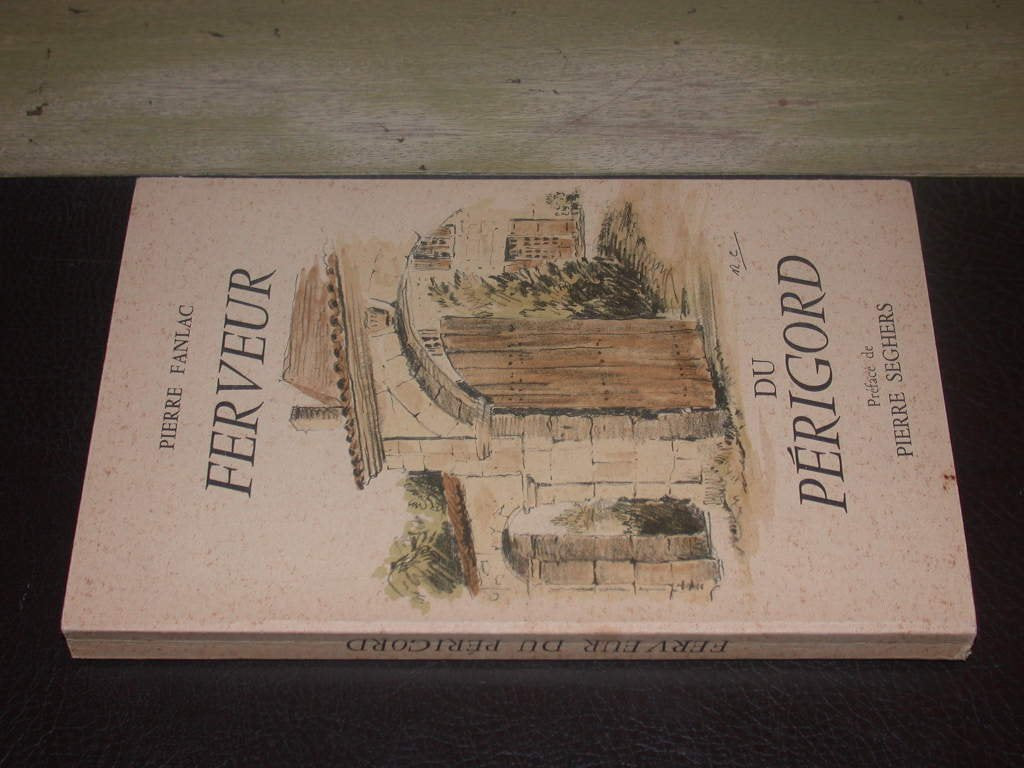 PIERRE FANLAC
FERVEUR
DU
PÉRIGORD
Préface de
PIERRE SEGHERS
FERVEUR DU PÉRIGORD